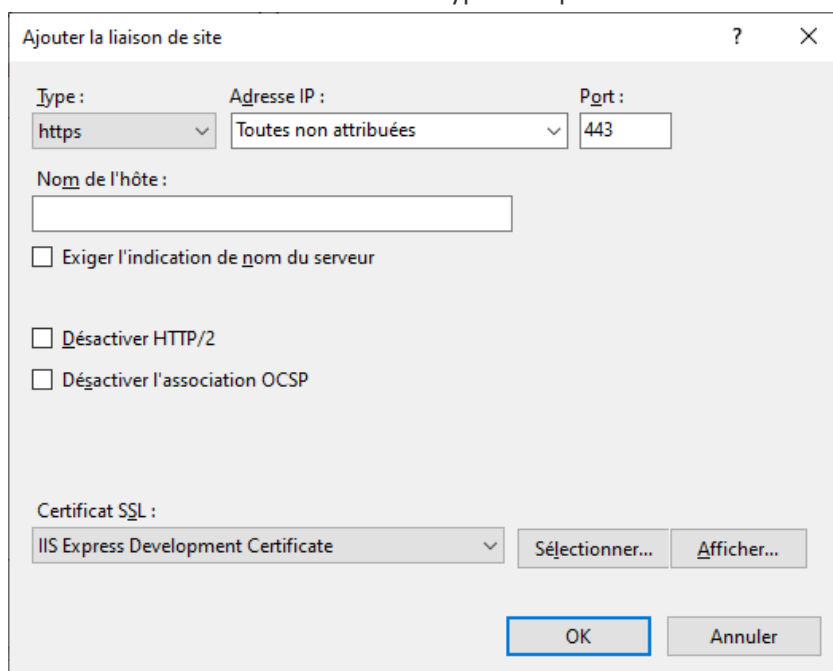 Ajouter la liaison de site ?
Type : Adresse IP : Port :
https Toutes non attribuées 443
Nom de l'hôte :
Exiger l'indication de nom du serveur
Désactiver HTTP/2
Désactiver l'association OCSP
Certificat SSL :
IIS Express Development Certificate Sélectionner... Afficher...
OK Annuler